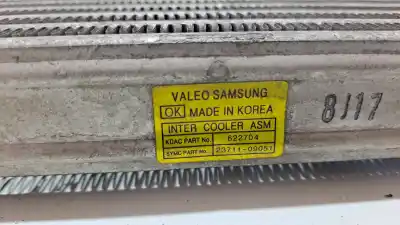 VALEO SAMSUNG
OK MADE IN KOREA
INTER COOLER ASM
KDAC PART No 622704
SYMC PART No 23711-09051
8J17